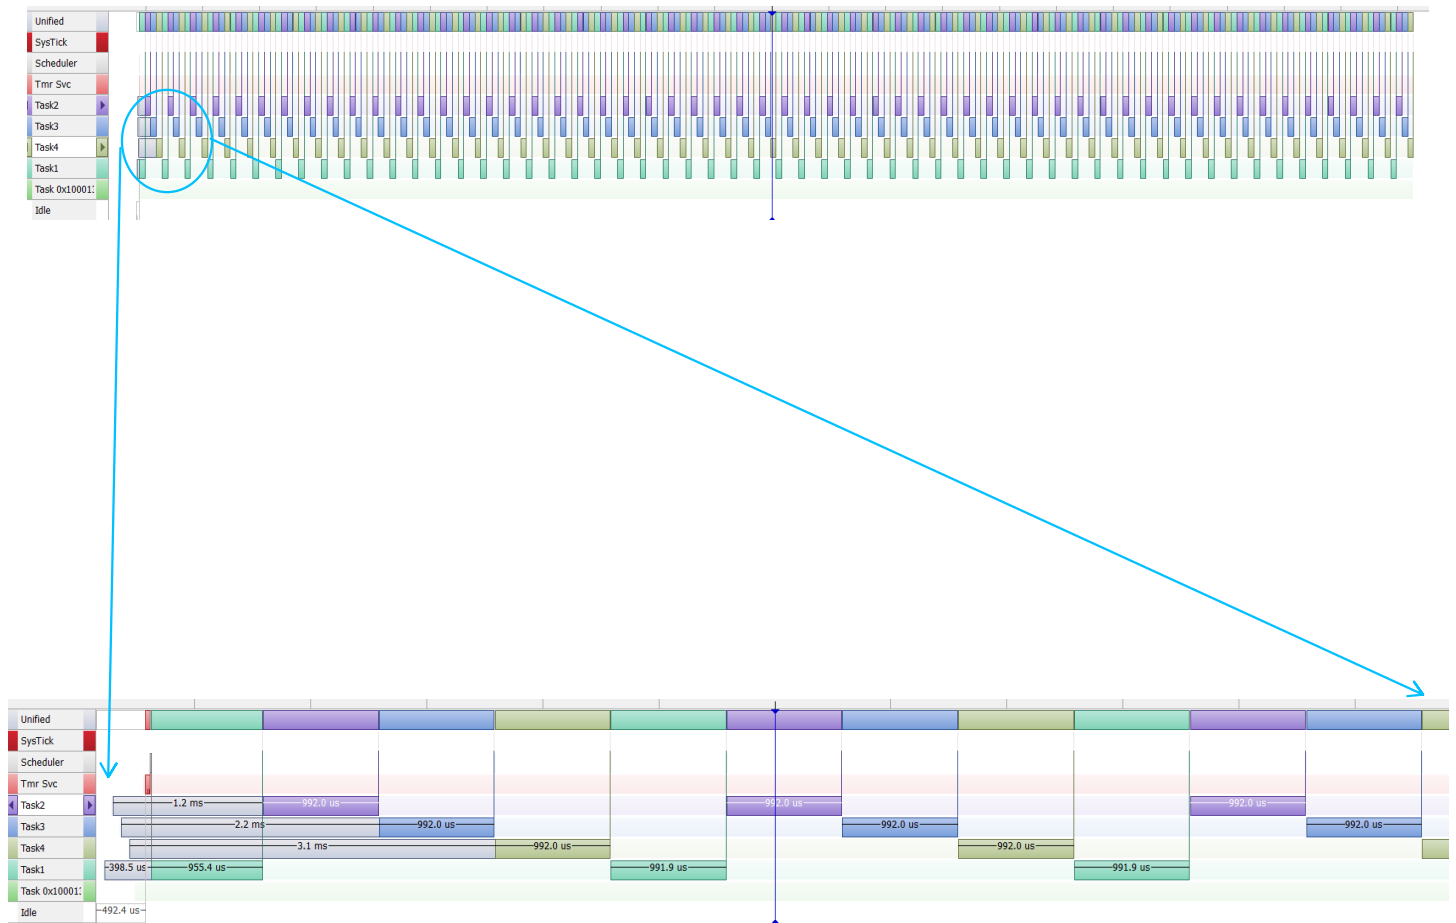 Unified
SysTick
Scheduler
Tmr Svc
Task2
Task3
Task4
Task1
Task 0x10001:
Idle
Unified
SysTick
Scheduler
Tmr Svc
Task2 1.2 ms 992.0 us 992.0 us 992.0 us
Task3 2.2 ms 992.0 us 992.0 us 992.0 us
Task4 3.1 ms 992.0 us 992.0 us
Task1 398.5 us 955.4 us 991.9 us 991.9 us
Task 0x10001:
Idle 492.4 us